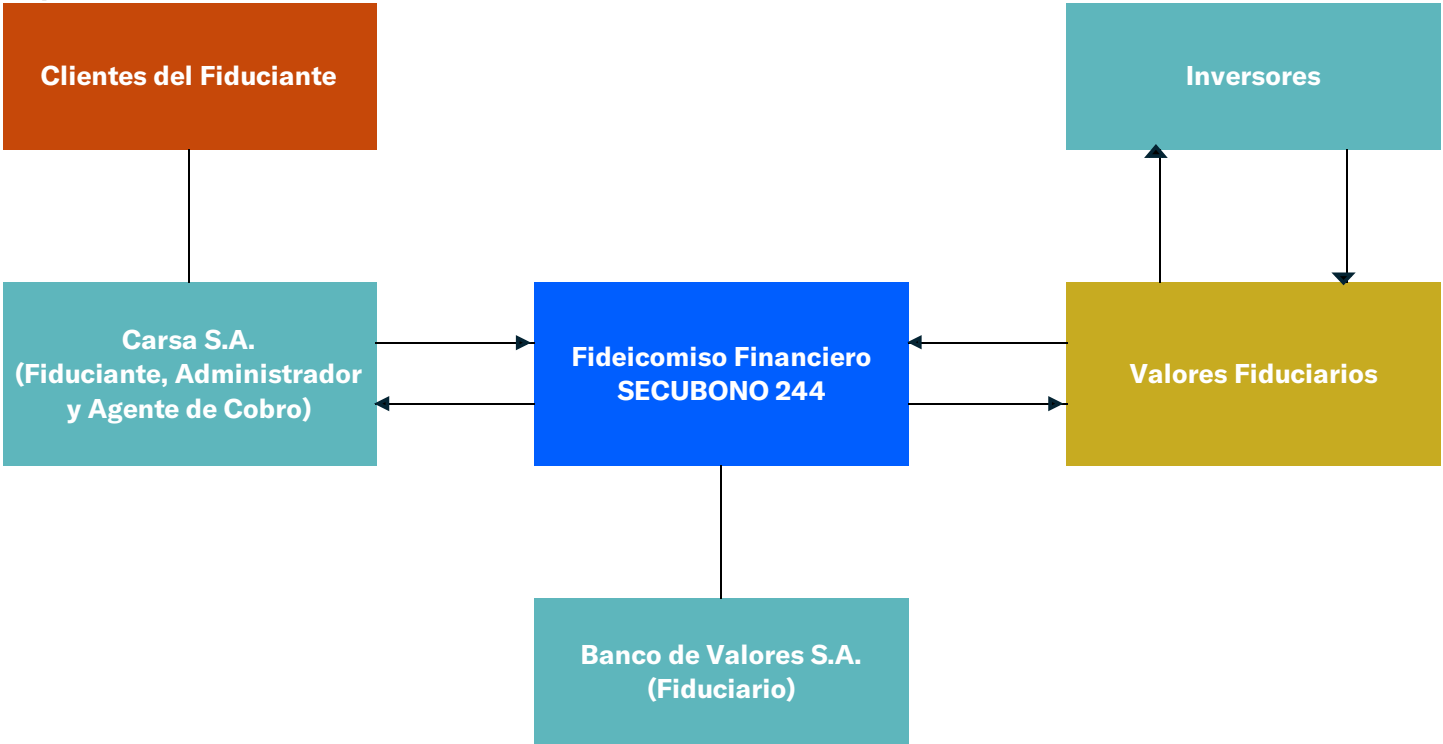 Clientes del Fiduciante
Inversores
Carsa S.A.
(Fiduciante, Administrador
y Agente de Cobro)
Fideicomiso Financiero
SECUBONO 244
Valores Fiduciarios
Banco de Valores S.A.
(Fiduciario)